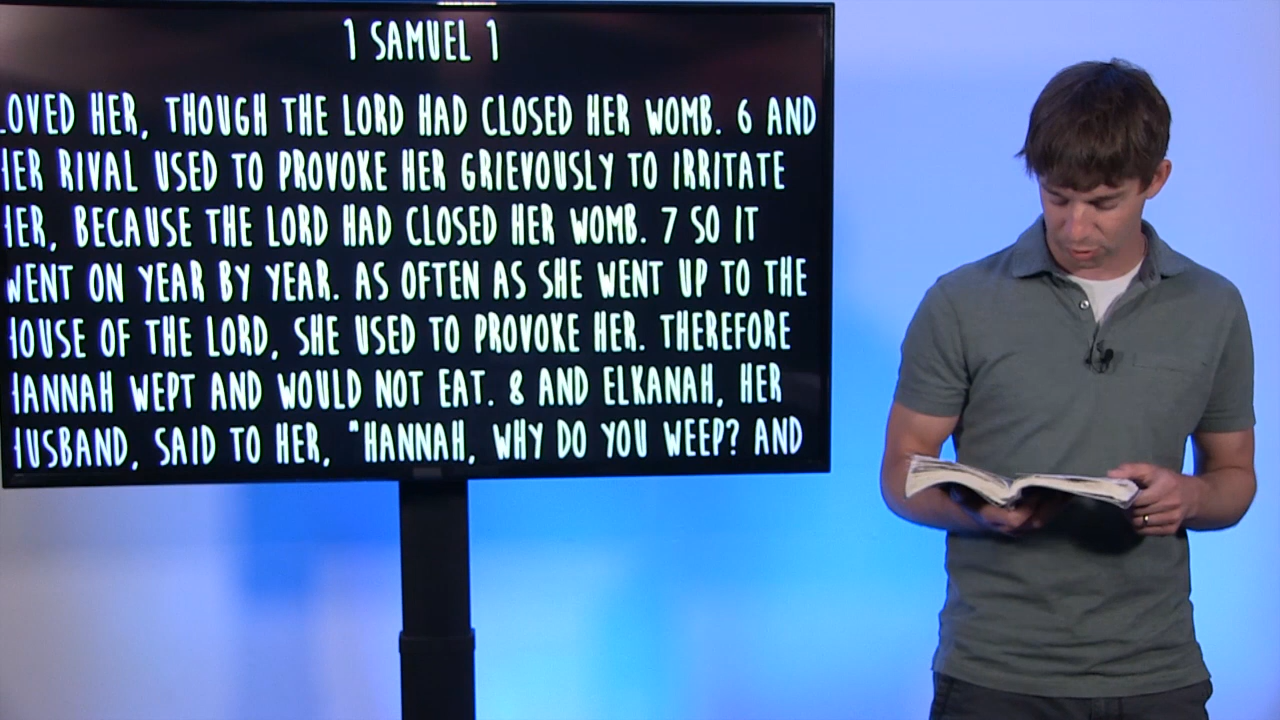 1 SAMUEL 1
LOVED HER, THOUGH THE LORD HAD CLOSED HER WOMB. 6 AND
HER RIVAL USED TO PROVOKE HER GRIEVOUSLY TO IRRITATE
HER, BECAUSE THE LORD HAD CLOSED HER WOMB. 7 SO IT
WENT ON YEAR BY YEAR. AS OFTEN AS SHE WENT UP TO THE
HOUSE OF THE LORD, SHE USED TO PROVOKE HER. THEREFORE
HANNAH WEPT AND WOULD NOT EAT. 8 AND ELKANAH, HER
HUSBAND, SAID TO HER, "HANNAH, WHY DO YOU WEEP? AND